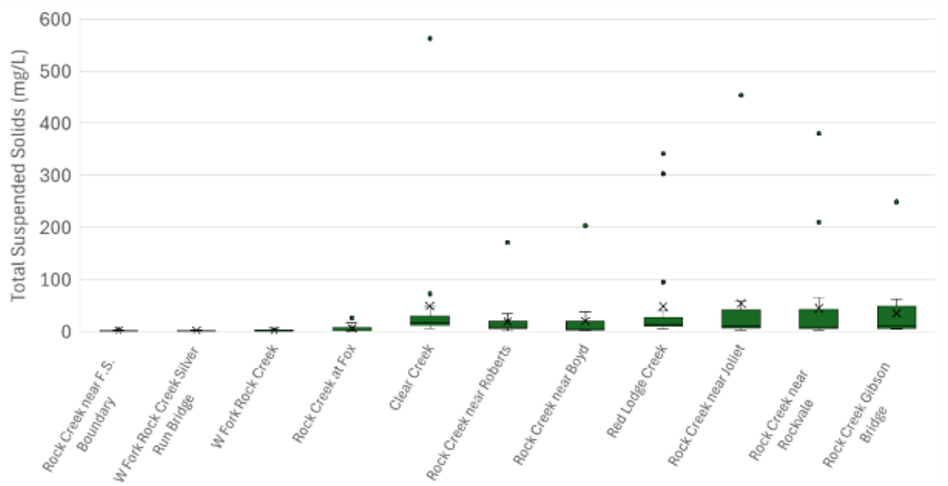 Total Suspended Solids (mg/L)
600
500
400
300
200
100
0
Rock Creek near F.S.
Boundary
W Fork Rock Creek Silver
Run Bridge
W Fork Rock Creek
Rock Creek at Fox
Clear Creek
Rock Creek near Roberts
Rock Creek near Boyd
Red Lodge Creek
Rock Creek near Joliet
Rock Creek near
Rockvale
Rock Creek Gibson
Bridge